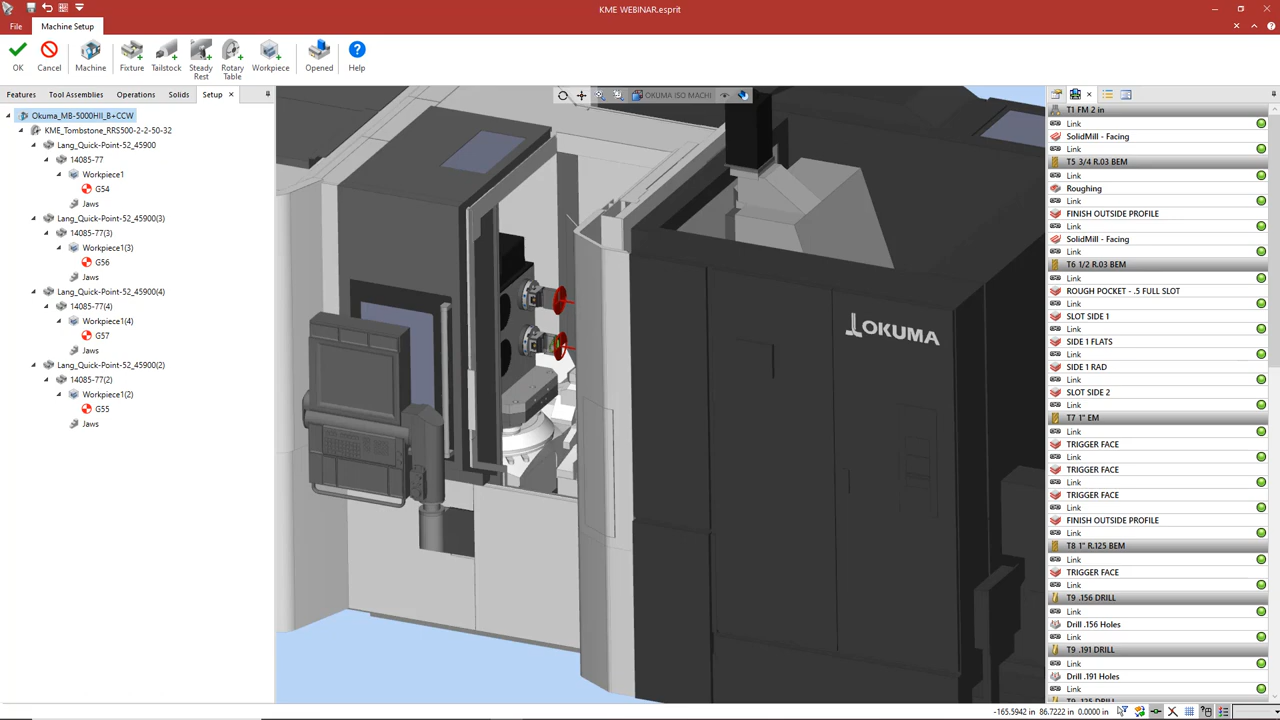 KME WEBINAR.esprit
File
Machine Setup
OK
Cancel
Machine
Fixture
Tailstock
Steady Rest
Rotary Table
Workpiece
Opened
Help
Features
Tool Assemblies
Operations
Solids
Setup
Okuma_MB-5000HII_B+CCW
KME_Tombstone_RRS500-2-2-50-32
Lang_Quick-Point-52_45900
14085-77
Workpiece1
G54
Jaws
Lang_Quick-Point-52_45900(3)
14085-77(3)
Workpiece1(3)
G56
Jaws
Lang_Quick-Point-52_45900(4)
14085-77(4)
Workpiece1(4)
G57
Jaws
Lang_Quick-Point-52_45900(2)
14085-77(2)
Workpiece1(2)
G55
Jaws
OKUMA ISO MACHI
OKUMA
T1 FM 2 in
Link
SolidMill - Facing
Link
T5 3/4 R.03 BEM
Link
Roughing
Link
FINISH OUTSIDE PROFILE
Link
SolidMill - Facing
Link
T6 1/2 R.03 BEM
Link
ROUGH POCKET - .5 FULL SLOT
Link
SLOT SIDE 1
Link
SIDE 1 FLATS
Link
SIDE 1 RAD
Link
SLOT SIDE 2
Link
T7 1" EM
Link
TRIGGER FACE
Link
TRIGGER FACE
Link
TRIGGER FACE
Link
FINISH OUTSIDE PROFILE
Link
T8 1" R.125 BEM
Link
TRIGGER FACE
Link
T9 .156 DRILL
Link
Drill .156 Holes
Link
T9 .191 DRILL
Link
Drill .191 Holes
Link
-165.5942 in 86.7222 in 0.0000 in